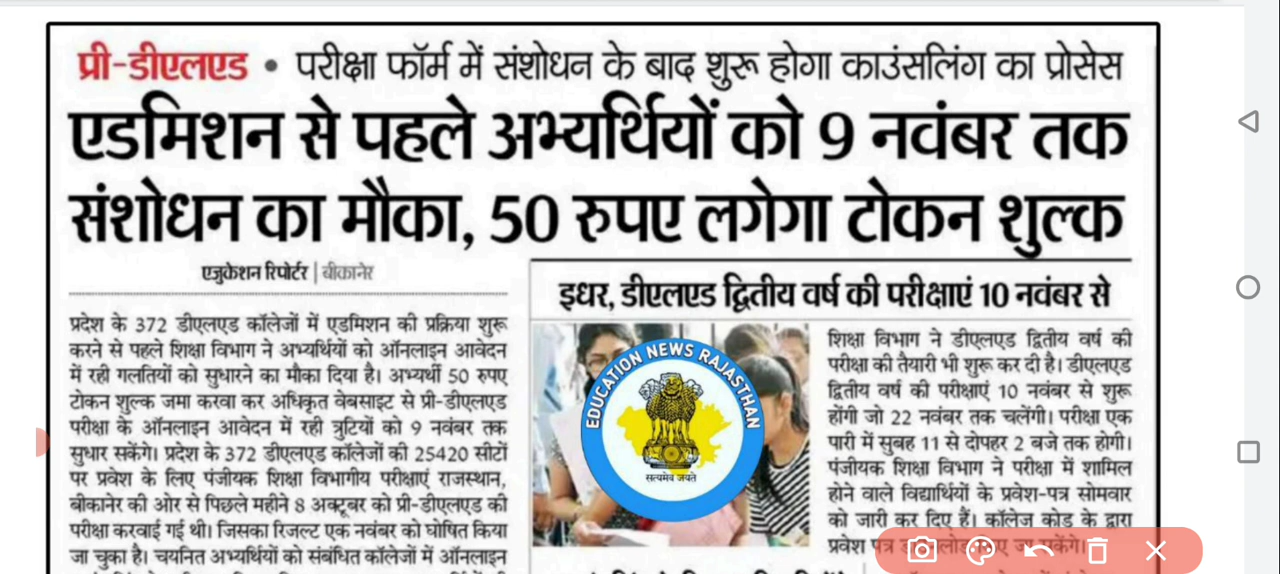 प्री-डीएलएड • परीक्षा फॉर्म में संशोधन के बाद शुरू होगा काउंसलिंग का प्रोसेस
एडमिशन से पहले अभ्यर्थियों को 9 नवंबर तक
संशोधन का मौका, 50 रुपए लगेगा टोकन शुल्क
एजुकेशन रिपोर्टर | बीकानेर
प्रदेश के 372 डीएलएड कॉलेजों में एडमिशन की प्रक्रिया शुरू
करने से पहले शिक्षा विभाग ने अभ्यर्थियों को ऑनलाइन आवेदन
में रही गलतियों को सुधारने का मौका दिया है। अभ्यर्थी 50 रुपए
टोकन शुल्क जमा करवा कर अधिकृत वेबसाइट से प्री-डीएलएड
परीक्षा के ऑनलाइन आवेदन में रही त्रुटियों को 9 नवंबर तक
सुधार सकेंगे। प्रदेश के 372 डीएलएड कॉलेजों की 25420 सीटों
पर प्रवेश के लिए पंजीयक शिक्षा विभागीय परीक्षाएं राजस्थान,
बीकानेर की ओर से पिछले महीने 8 अक्टूबर को प्री-डीएलएड की
परीक्षा करवाई गई थी। जिसका रिजल्ट एक नवंबर को घोषित किया
जा चुका है। चयनित अभ्यर्थियों को संबंधित कॉलेजों में ऑनलाइन
इधर, डीएलएड द्वितीय वर्ष की परीक्षाएं 10 नवंबर से
EDUCATION NEWS RAJASTHAN
सत्यमेव जयते
शिक्षा विभाग ने डीएलएड द्वितीय वर्ष की
परीक्षा की तैयारी भी शुरू कर दी है। डीएलएड
द्वितीय वर्ष की परीक्षाएं 10 नवंबर से शुरू
होंगी जो 22 नवंबर तक चलेंगी। परीक्षा एक
पारी में सुबह 11 से दोपहर 2 बजे तक होगी।
पंजीयक शिक्षा विभाग ने परीक्षा में शामिल
होने वाले विद्यार्थियों के प्रवेश-पत्र सोमवार
को जारी कर दिए हैं। कॉलेज कोड के द्वारा
प्रवेश पत्र